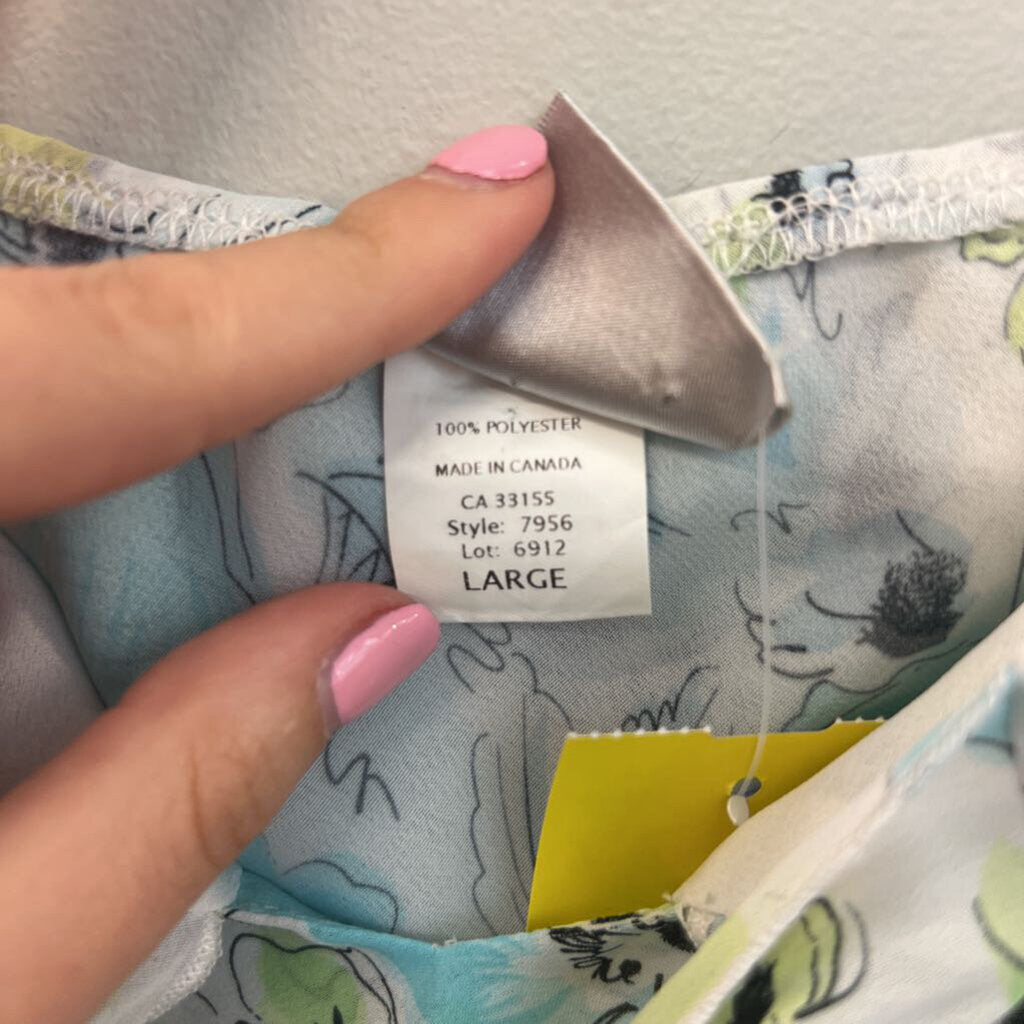 100% POLYESTER
MADE IN CANADA
CA 33155
Style: 7956
Lot: 6912
LARGE